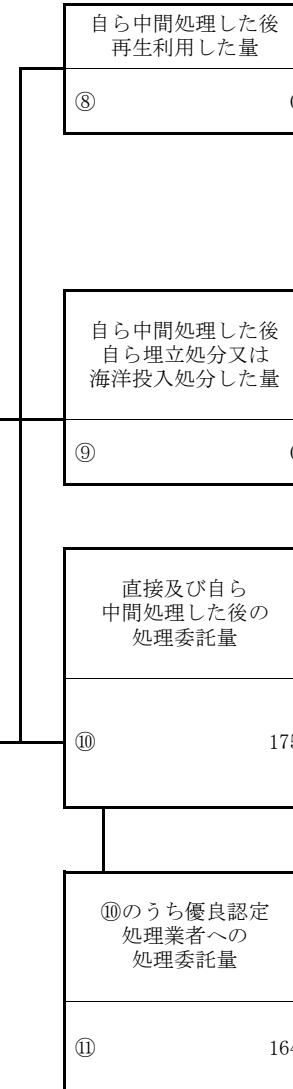 自ら中間処理した後
再生利用した量
⑧ 0
自ら中間処理した後
自ら埋立処分又は
海洋投入処分した量
⑨ 0
直接及び自ら
中間処理した後の
処理委託量
⑩ 175
⑩のうち優良認定
処理業者への
処理委託量
⑪ 164